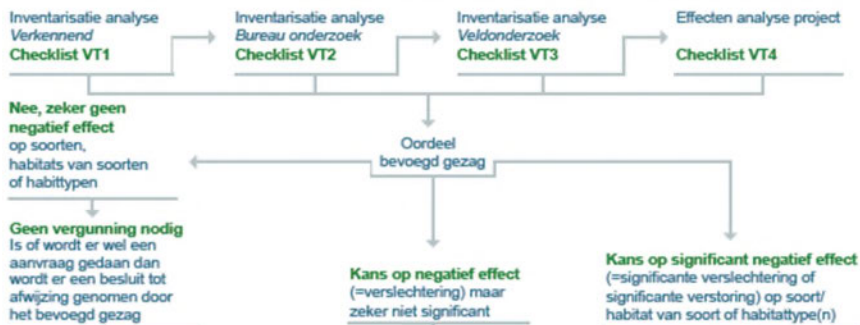 Inventarisatie analyse
Verkennend
Checklist VT1
Inventarisatie analyse
Bureau onderzoek
Checklist VT2
Inventarisatie analyse
Veldonderzoek
Checklist VT3
Effecten analyse project
Checklist VT4
Nee, zeker geen
negatief effect
op soorten,
habitats van soorten
of habittypen
Oordeel
bevoegd gezag
Geen vergunning nodig
Is of wordt er wel een
aanvraag gedaan dan
wordt er een besluit tot
afwijzing genomen door
het bevoegd gezag
Kans op negatief effect
(=verslechtering) maar
zeker niet significant
Kans op significant negatief effect
(=significante verslechtering of
significante verstoring) op soort/
habitat van soort of habitattype(n)